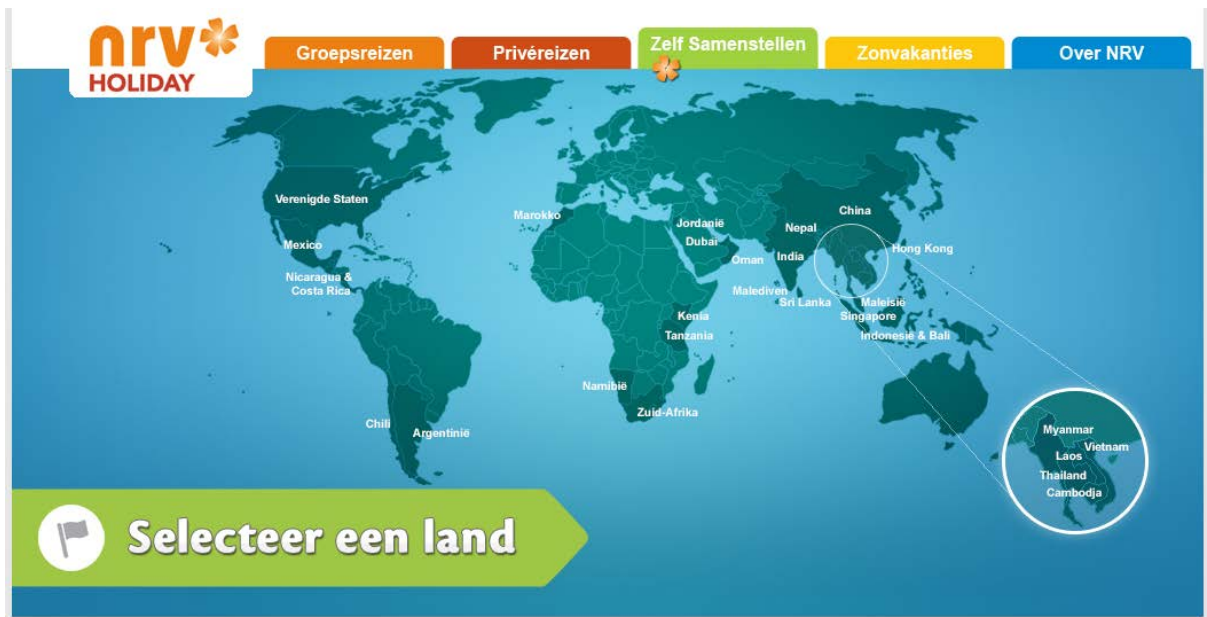 nrv
HOLIDAY
Groepsreizen
Privéreizen
Zelf Samenstellen
Zonvakanties
Over NRV
Verenigde Staten
Mexico
Nicaragua &
Costa Rica
Chili
Argentinië
Marokko
Jordanië
Dubai
Oman
Kenia
Tanzania
Namibië
Zuid-Afrika
China
Nepal
India
Hong Kong
Malediven
Sri Lanka
Maleisië
Singapore
Indonesië & Bali
Myanmar
Vietnam
Laos
Thailand
Cambodja
Selecteer een land